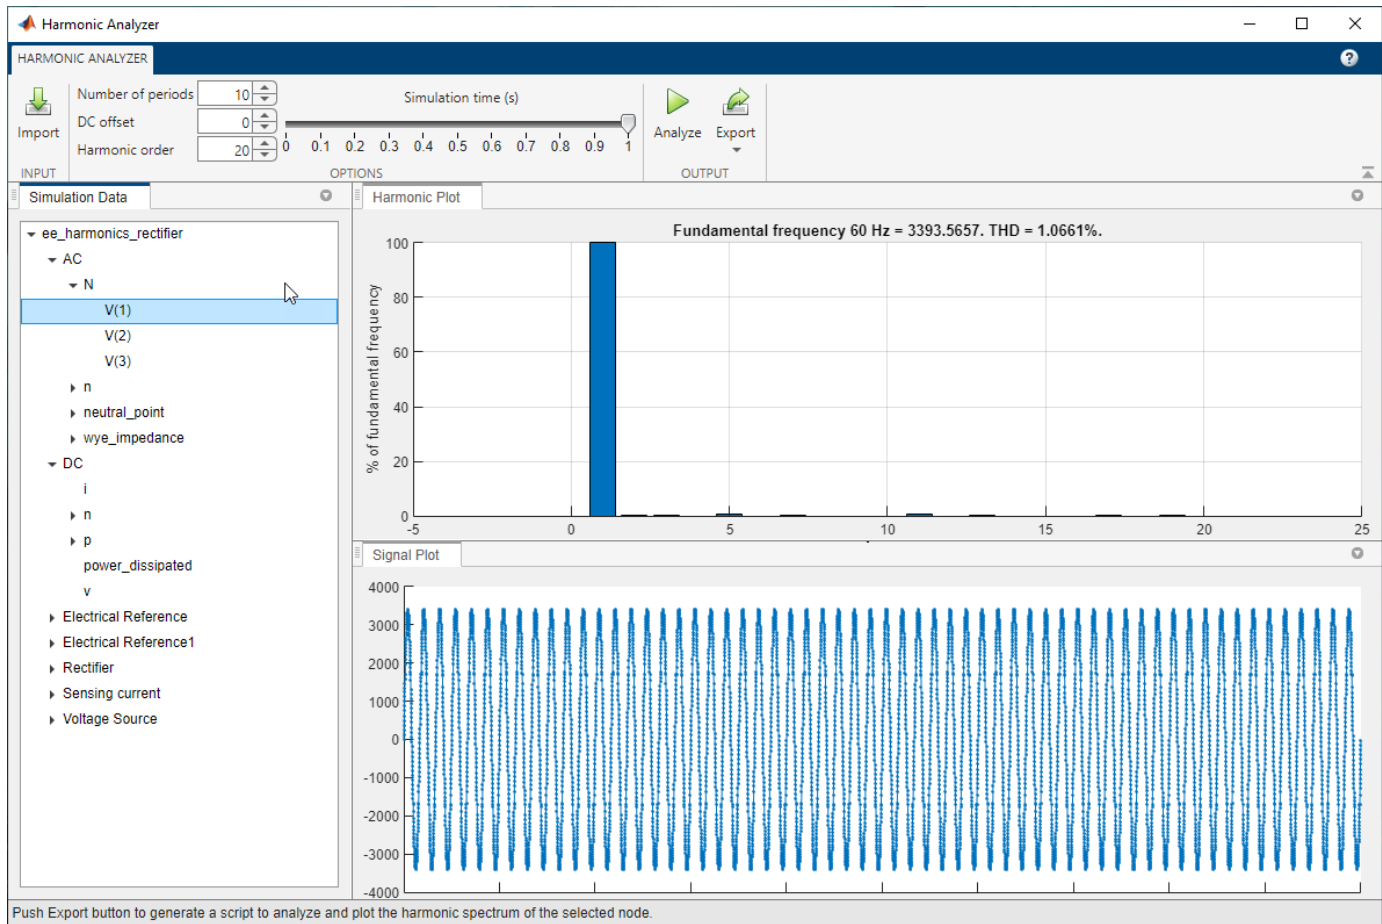 Harmonic Analyzer
HARMONIC ANALYZER
?
Number of periods 10
Simulation time (s)
DC offset 0
Import
Analyze Export
Harmonic order 20
0 0.1 0.2 0.3 0.4 0.5 0.6 0.7 0.8 0.9 1
INPUT OPTIONS OUTPUT
Simulation Data
ee_harmonics_rectifier
AC
N
V(1)
V(2)
V(3)
n
neutral_point
wye_impedance
DC
i
n
p
power_dissipated
v
Electrical Reference
Electrical Reference1
Rectifier
Sensing current
Voltage Source
Harmonic Plot
Fundamental frequency 60 Hz = 3393.5657. THD = 1.0661%.
% of fundamental frequency
100
80
60
40
20
0
-5 0 5 10 15 20 25
Signal Plot
4000
3000
2000
1000
0
-1000
-2000
-3000
-4000
Push Export button to generate a script to analyze and plot the harmonic spectrum of the selected node.